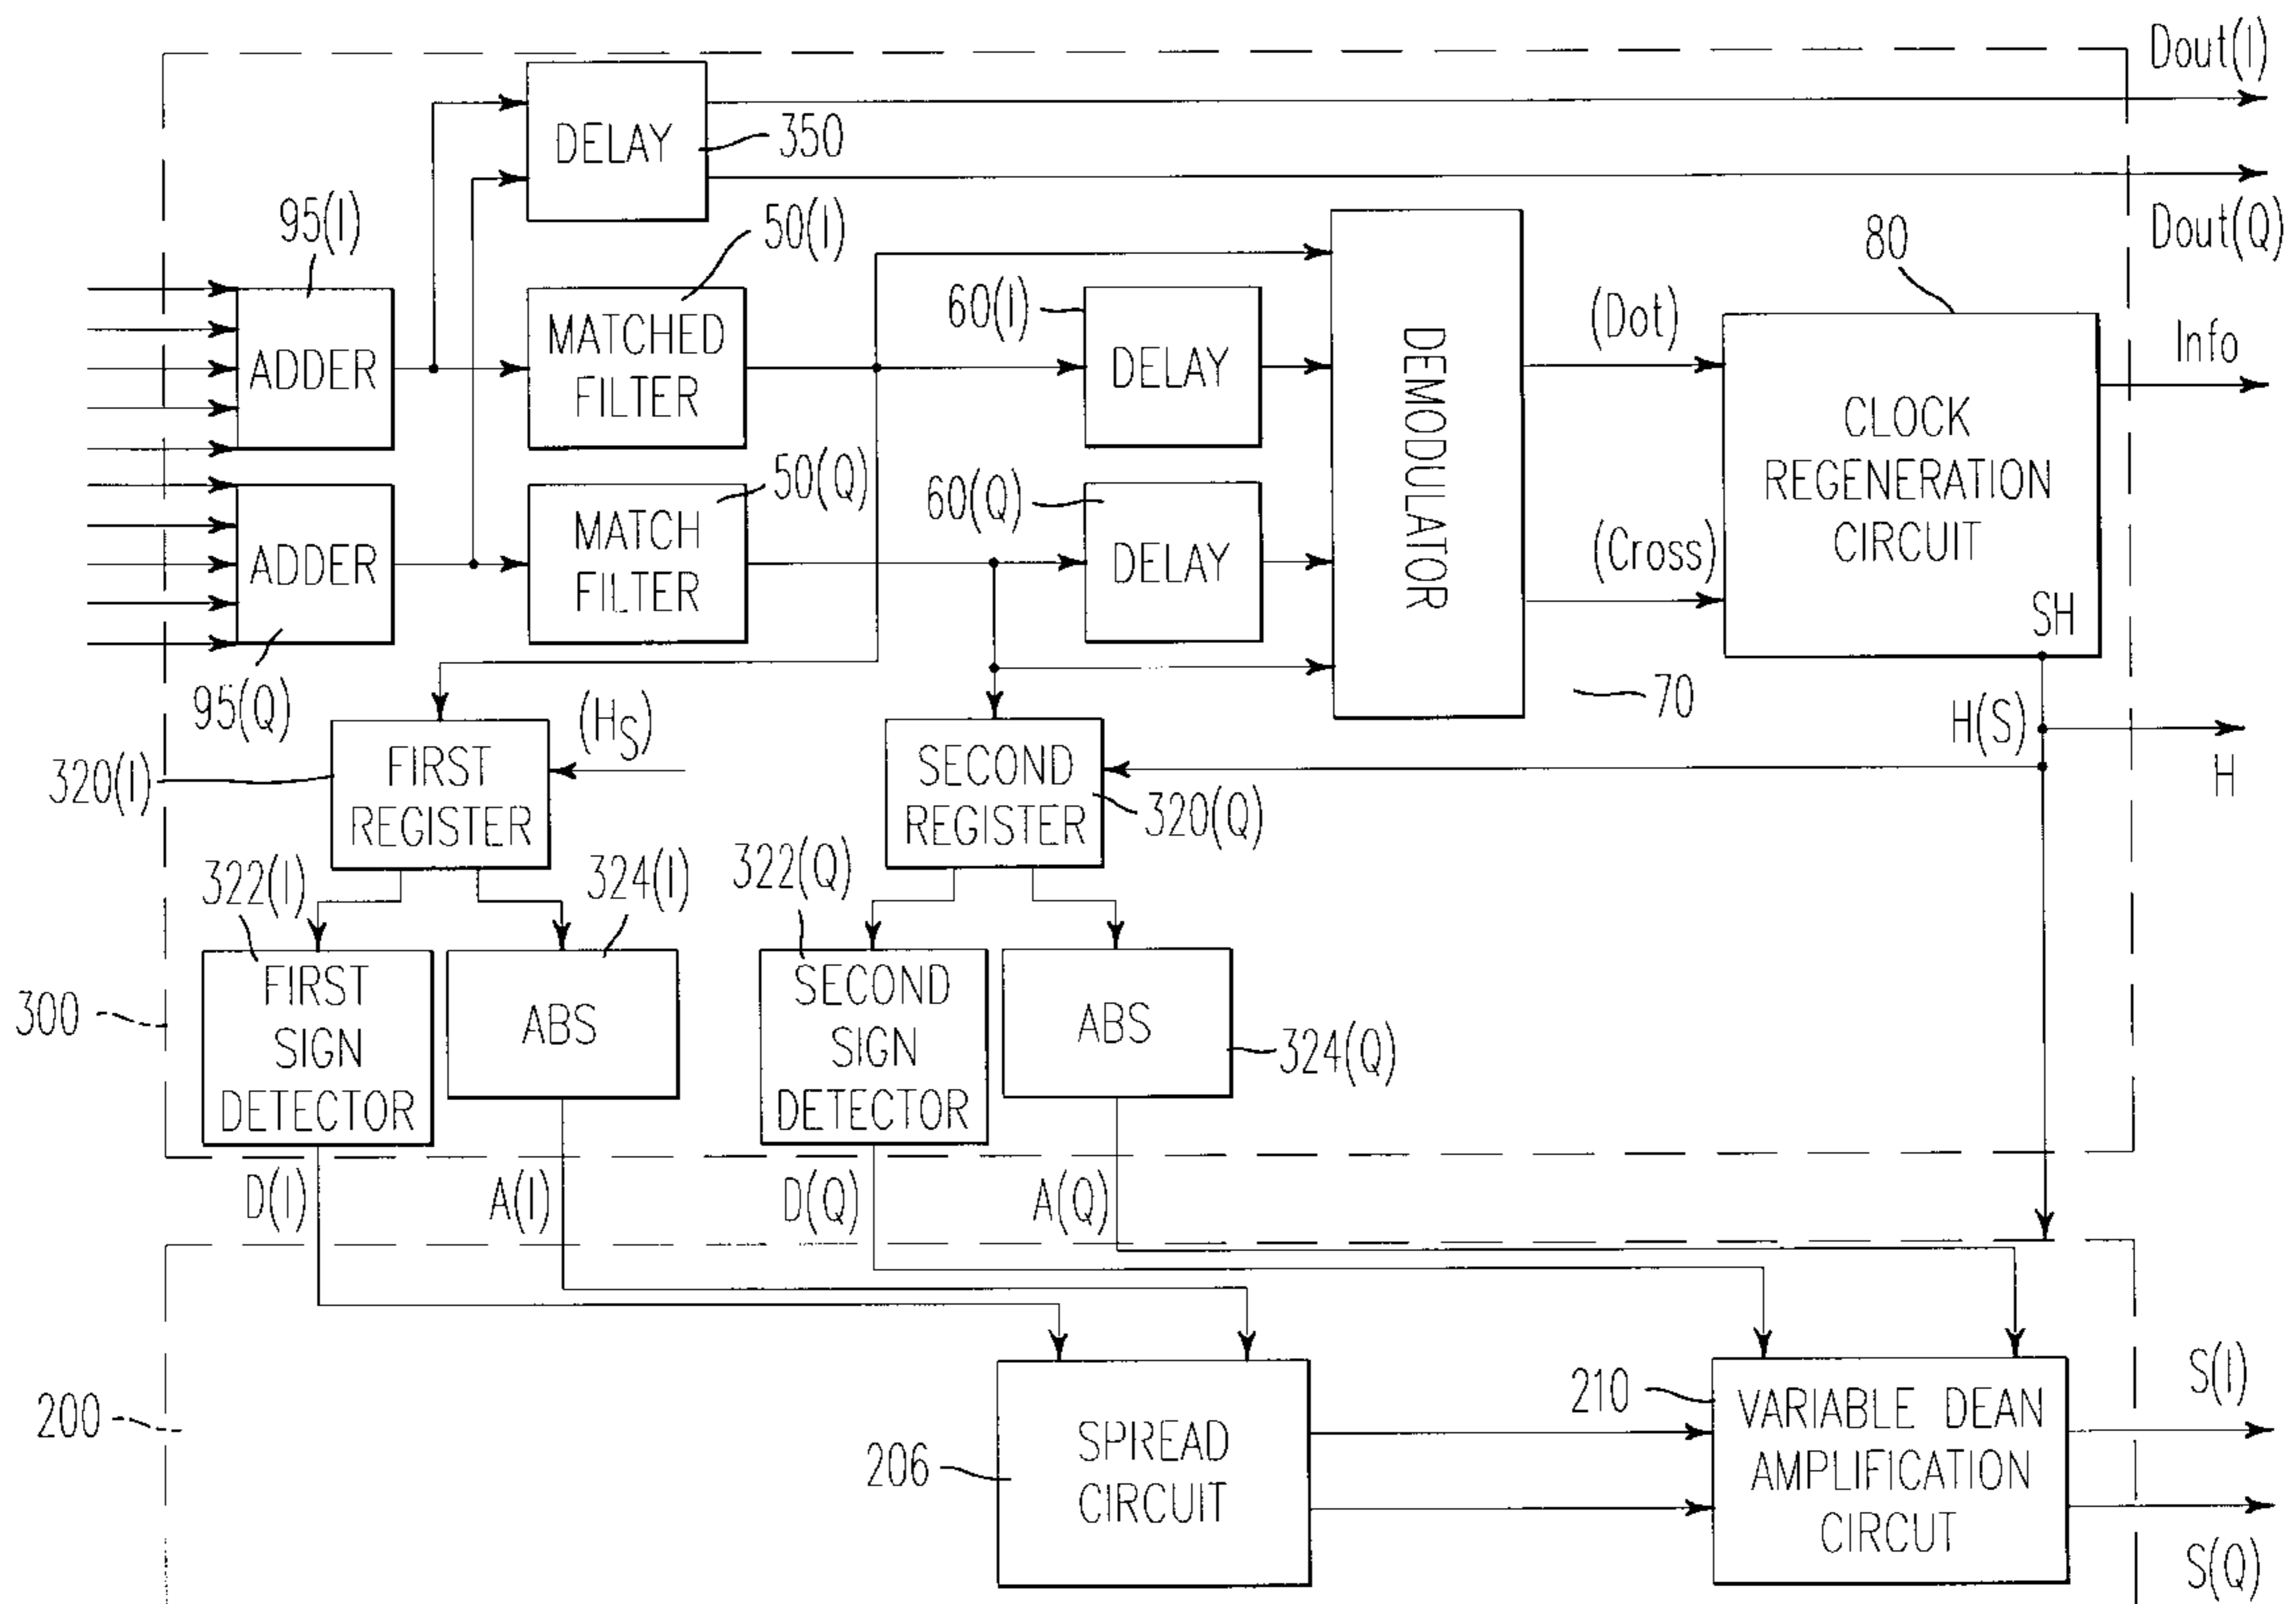 Dout(I)
DELAY
350
Dout(Q)
95(I)
50(I)
80
ADDER
MATCHED
FILTER
60(I)
DELAY
DEMODULATOR
(Dot)
CLOCK
REGENERATION
CIRCUIT
SH
Info
ADDER
95(Q)
MATCH
FILTER
50(Q)
60(Q)
DELAY
(Cross)
70
H(S)
H
320(I)
FIRST
REGISTER
(HS)
SECOND
REGISTER
320(Q)
322(I)
324(I)
322(Q)
300
FIRST
SIGN
DETECTOR
ABS
SECOND
SIGN
DETECTOR
ABS
324(Q)
D(I)
A(I)
D(Q)
A(Q)
200
206
SPREAD
CIRCUIT
210
VARIABLE DEAN
AMPLIFICATION
CIRCUT
S(I)
S(Q)